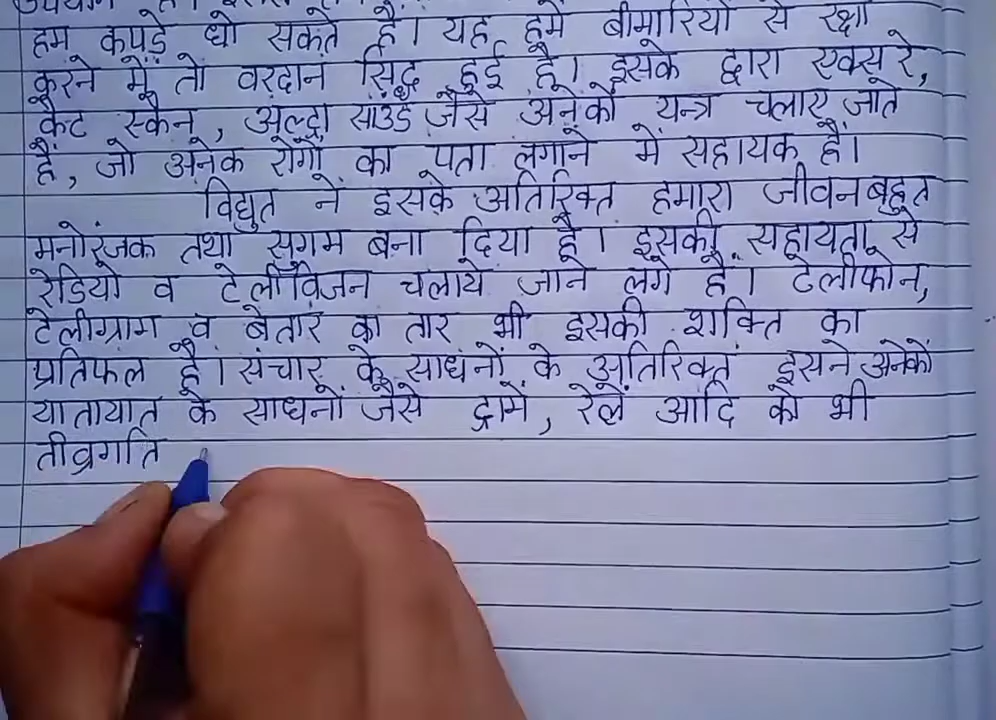 हम कपड़े धो सकते हैं। यह हमें बीमारियों से रक्षा
करने में तो वरदान सिद्ध हुई है। इसके द्वारा एक्स रे,
कैट स्कैन, अल्ट्रा साउंड जैसे अनेकों यन्त्र चलाए जाते
हैं, जो अनेक रोगों का पता लगाने में सहायक हैं।
विद्युत ने इसके अतिरिक्त हमारा जीवन बहुत
मनोरंजक तथा सुगम बना दिया है। इसकी सहायता से
रेडियो व टेलीविजन चलाये जाने लगे हैं। टेलीफोन,
टेलीग्राम व बेतार का तार भी इसकी शक्ति का
प्रतिफल है। संचार के साधनों के अतिरिक्त इसने अनेकों
यातायात के साधनों जैसे ट्रामें, रेलें आदि को भी
तीव्रगति